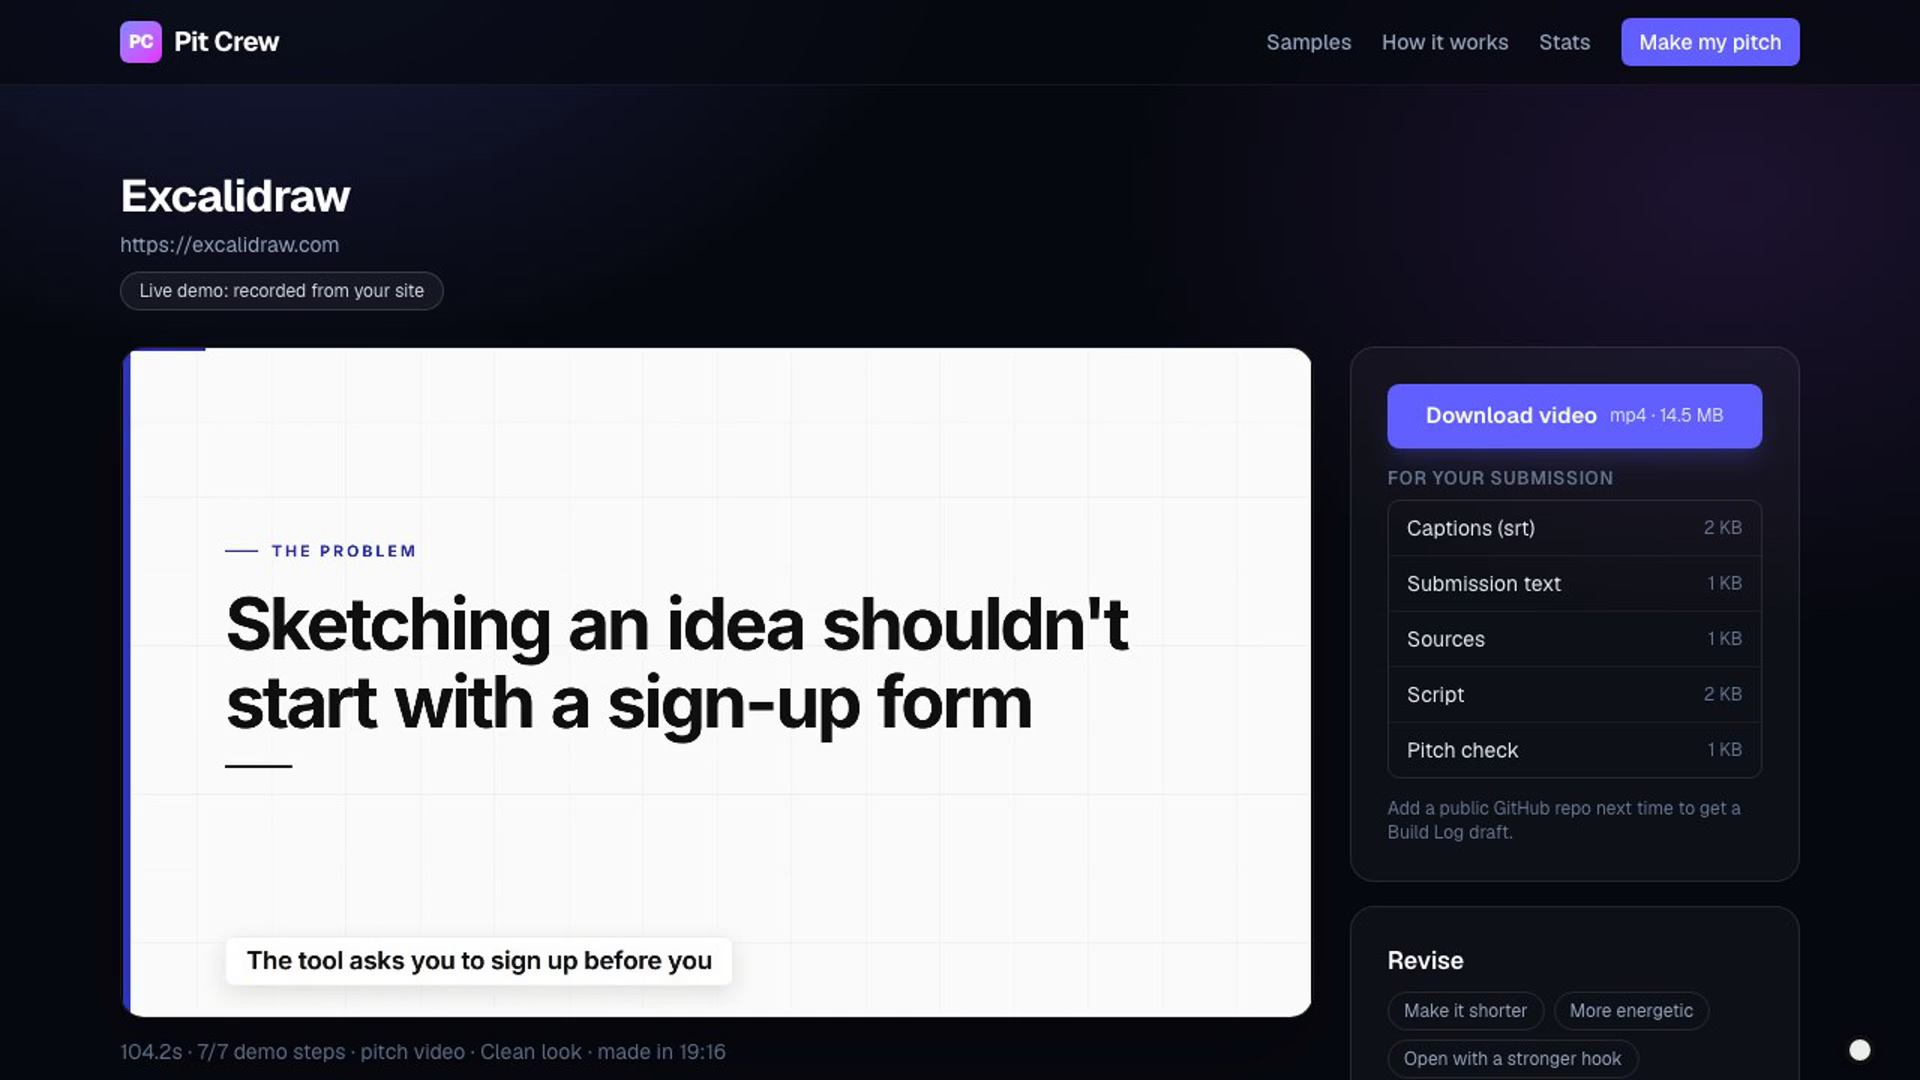 PC Pit Crew
Samples How it works Stats Make my pitch
Excalidraw
https://excalidraw.com
Live demo: recorded from your site
THE PROBLEM
Sketching an idea shouldn't
start with a sign-up form
The tool asks you to sign up before you
104.2s · 7/7 demo steps · pitch video · Clean look · made in 19:16
Download video mp4 · 14.5 MB
FOR YOUR SUBMISSION
Captions (srt) 2 KB
Submission text 1 KB
Sources 1 KB
Script 2 KB
Pitch check 1 KB
Add a public GitHub repo next time to get a
Build Log draft.
Revise
Make it shorter More energetic
Open with a stronger hook